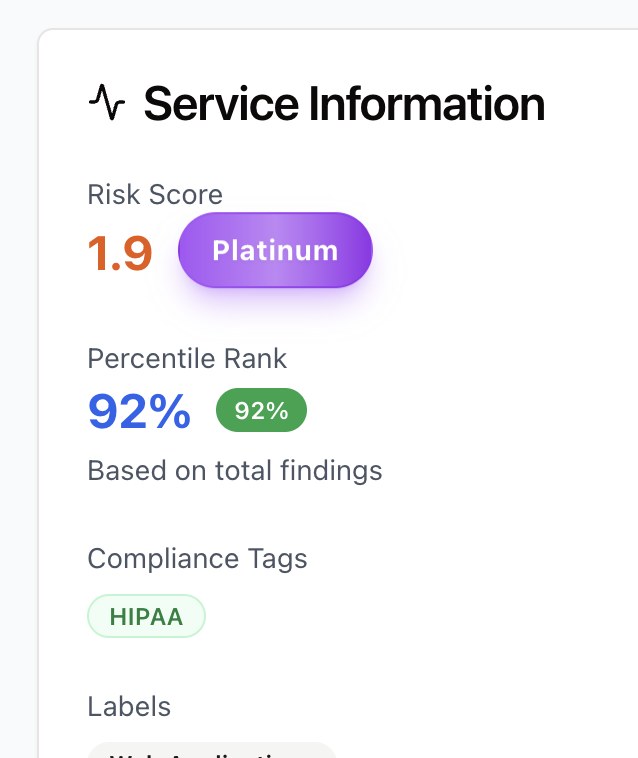 Service Information
Risk Score
1.9 Platinum
Percentile Rank
92% 92%
Based on total findings
Compliance Tags
HIPAA
Labels